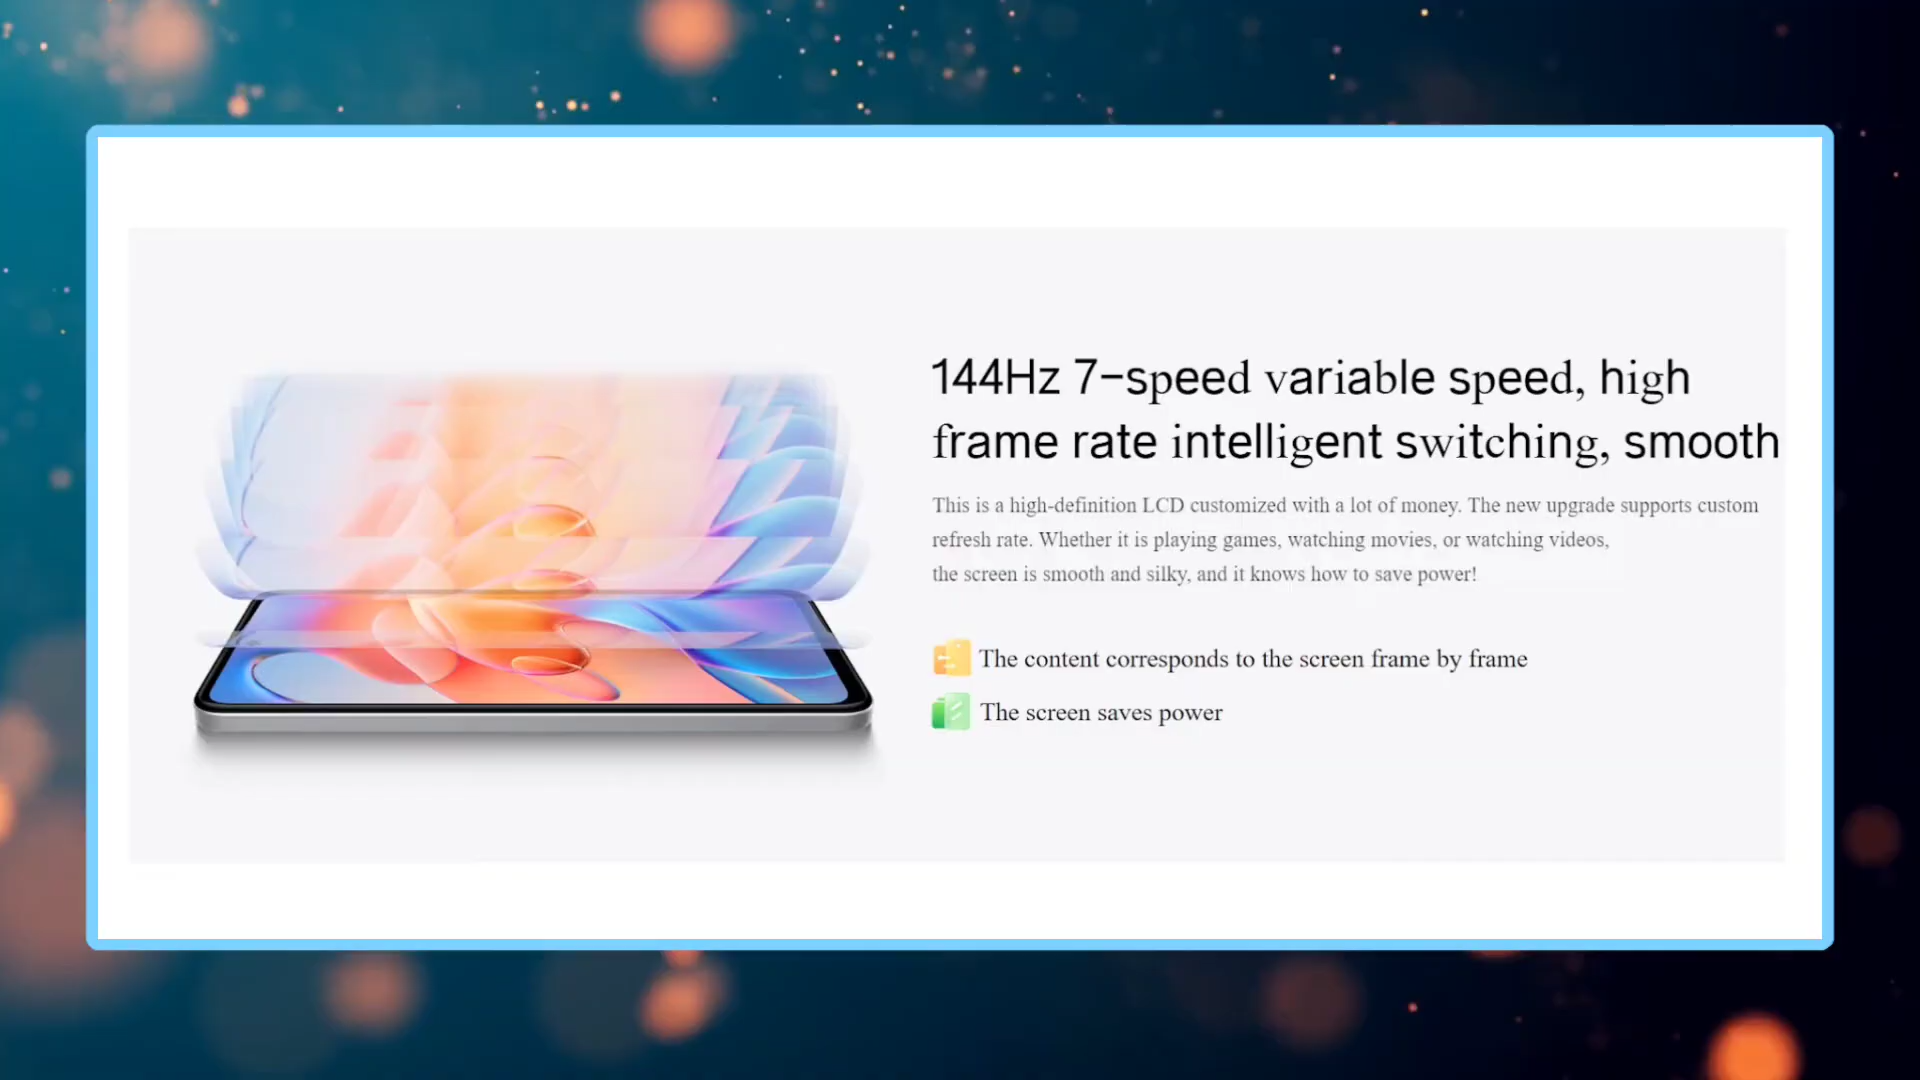 144Hz 7-speed variable speed, high
frame rate intelligent switching, smooth
This is a high-definition LCD customized with a lot of money. The new upgrade supports custom
refresh rate. Whether it is playing games, watching movies, or watching videos,
the screen is smooth and silky, and it knows how to save power!
The content corresponds to the screen frame by frame
The screen saves power